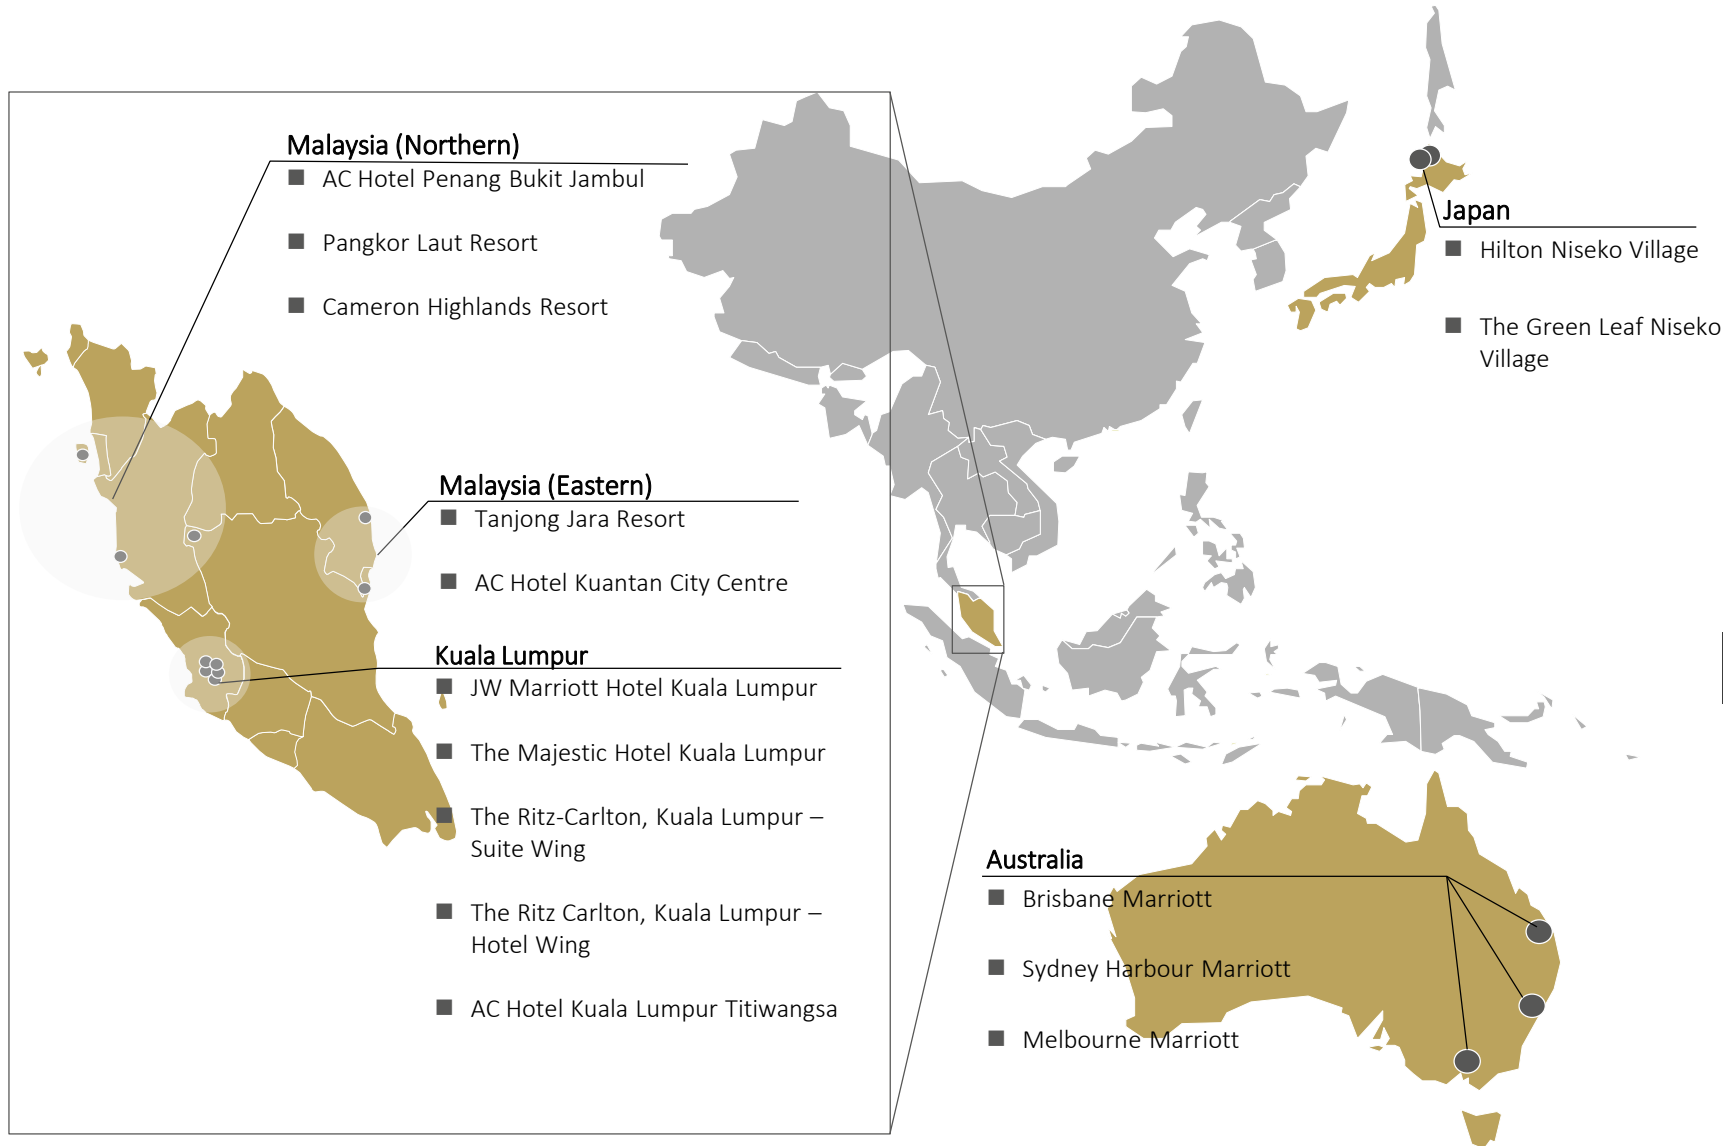 Malaysia (Northern)
AC Hotel Penang Bukit Jambul
Pangkor Laut Resort
Cameron Highlands Resort
Malaysia (Eastern)
Tanjong Jara Resort
AC Hotel Kuantan City Centre
Kuala Lumpur
JW Marriott Hotel Kuala Lumpur
The Majestic Hotel Kuala Lumpur
The Ritz-Carlton, Kuala Lumpur –
Suite Wing
The Ritz Carlton, Kuala Lumpur –
Hotel Wing
AC Hotel Kuala Lumpur Titiwangsa
Japan
Hilton Niseko Village
The Green Leaf Niseko
Village
Australia
Brisbane Marriott
Sydney Harbour Marriott
Melbourne Marriott